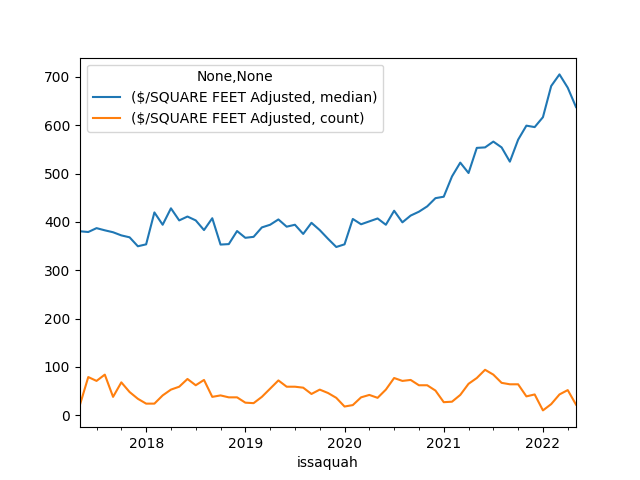 None,None
($/SQUARE FEET Adjusted, median)
($/SQUARE FEET Adjusted, count)
700
600
500
400
300
200
100
0
2018 2019 2020 2021 2022
issaquah